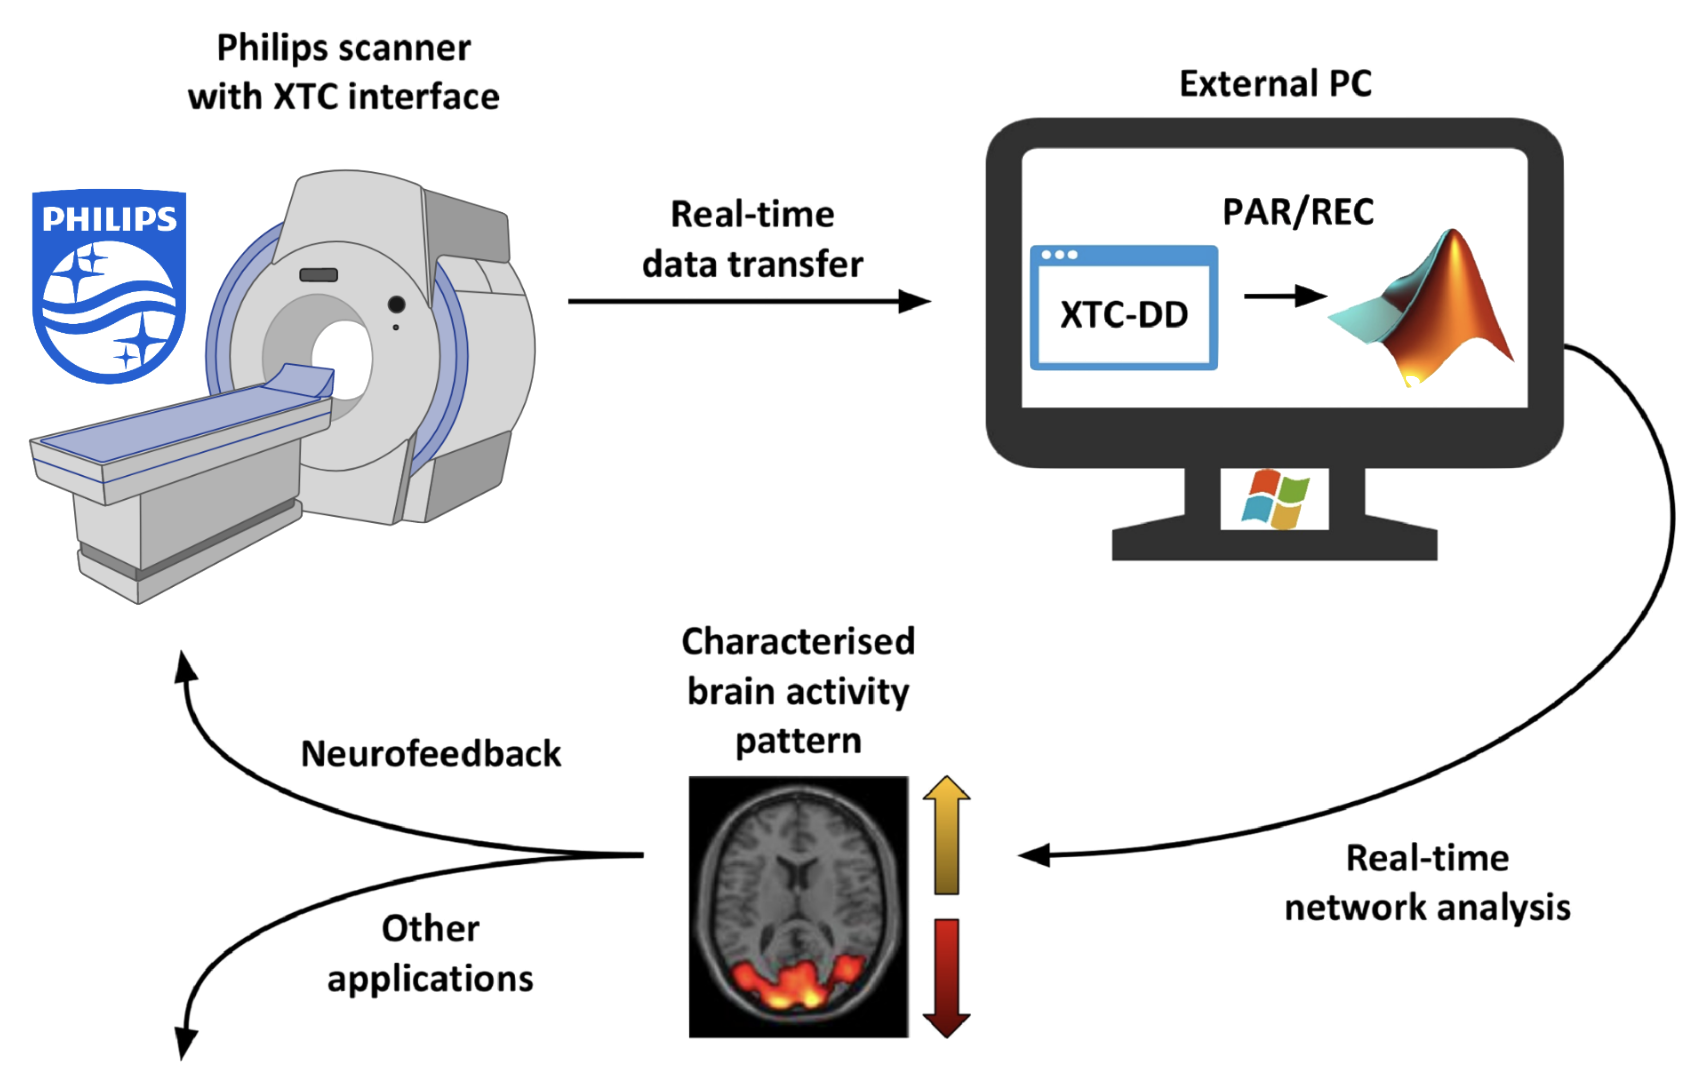 Philips scanner
with XTC interface
PHILIPS
Real-time
data transfer
External PC
PAR/REC
XTC-DD
Real-time
network analysis
Characterised
brain activity
pattern
Neurofeedback
Other
applications